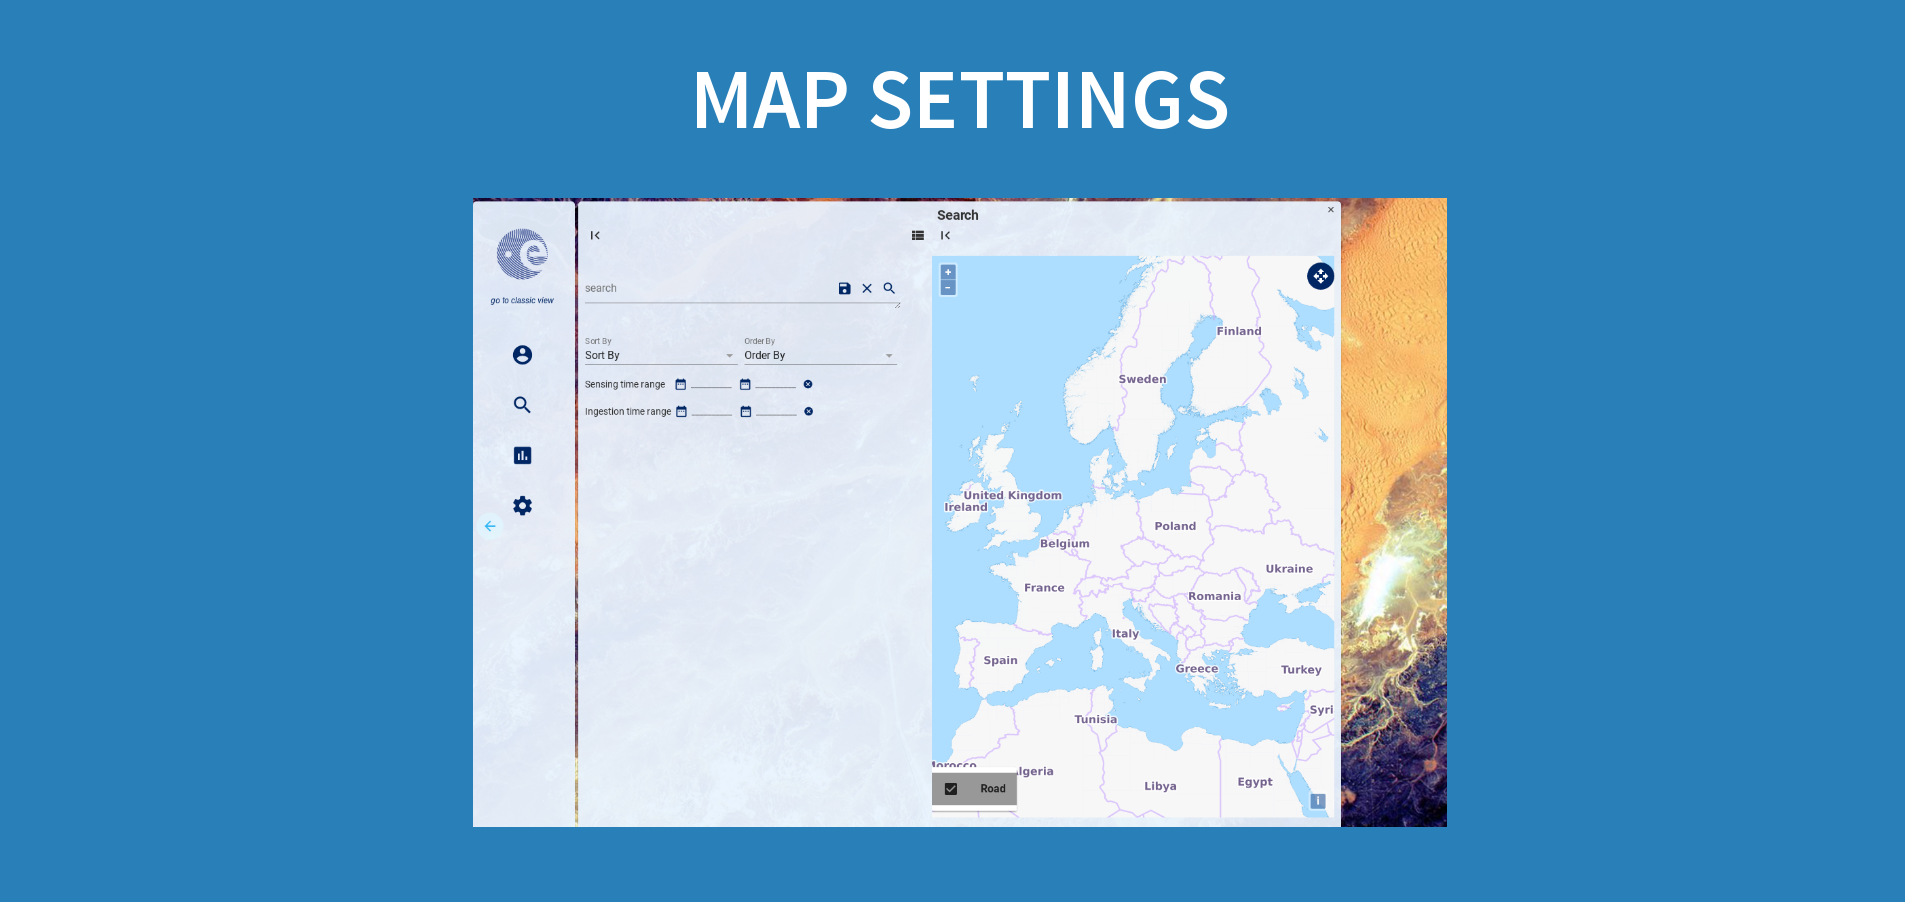 MAP SETTINGS
Search
×
go to classic view
search
Sort By
Order By
Sort By
Order By
Sensing time range
Ingestion time range
+
−
Finland
Sweden
United Kingdom
Ireland
Poland
Belgium
Ukraine
France
Romania
Italy
Spain
Greece
Turkey
Syri
Tunisia
Morocco
lgeria
Libya
Egypt
Road
i